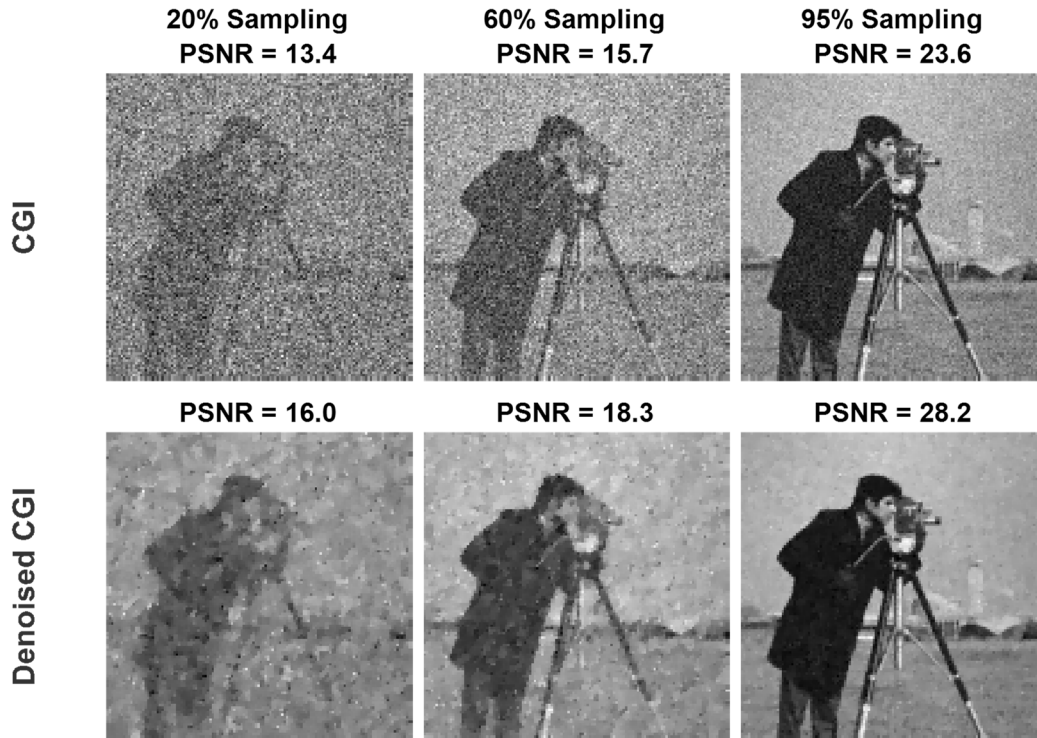 20% Sampling
PSNR = 13.4
60% Sampling
PSNR = 15.7
95% Sampling
PSNR = 23.6
CGI
PSNR = 16.0
PSNR = 18.3
PSNR = 28.2
Denoised CGI